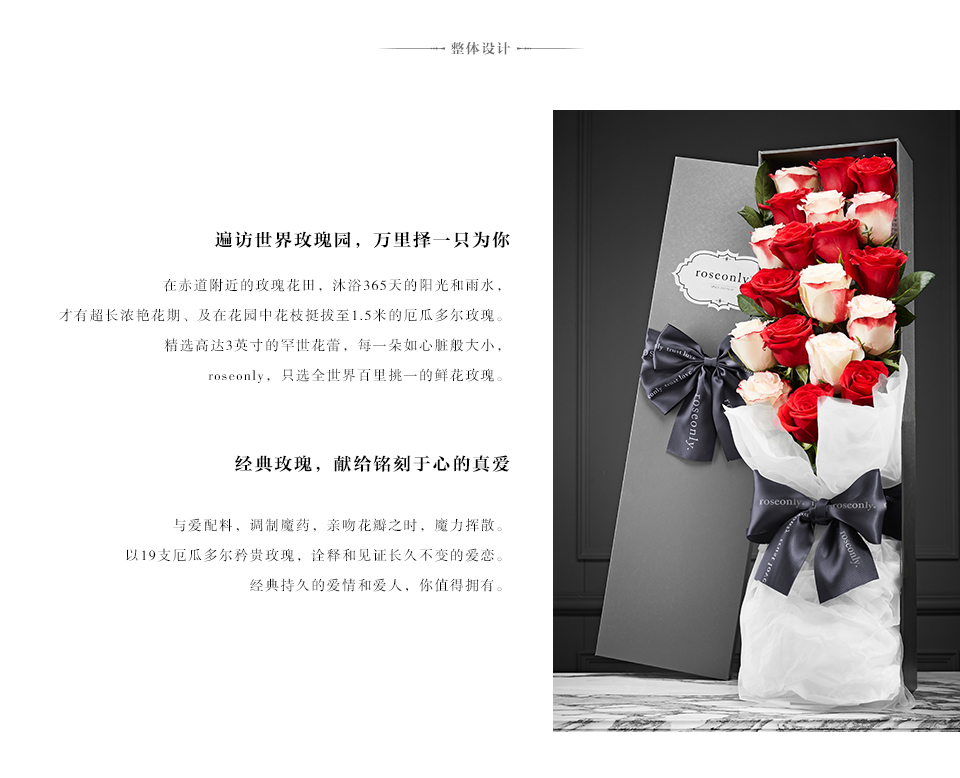 整体设计
遍访世界玫瑰园，万里择一只为你
在赤道附近的玫瑰花田，沐浴365天的阳光和雨水，
才有超长浓艳花期、及在花园中花枝挺拔至1.5米的厄瓜多尔玫瑰。
精选高达3英寸的罕世花蕾，每一朵如心脏般大小，
roseonly，只选全世界百里挑一的鲜花玫瑰。
经典玫瑰，献给铭刻于心的真爱
与爱配料，调制魔药，亲吻花瓣之时，魔力挥散。
以19支厄瓜多尔矜贵玫瑰，诠释和见证长久不变的爱恋。
经典持久的爱情和爱人，你值得拥有。
roseonly
only. trust love.
only. trust love.
roseonly.
roseonly.
roseonly.
trust love.
roseonly.